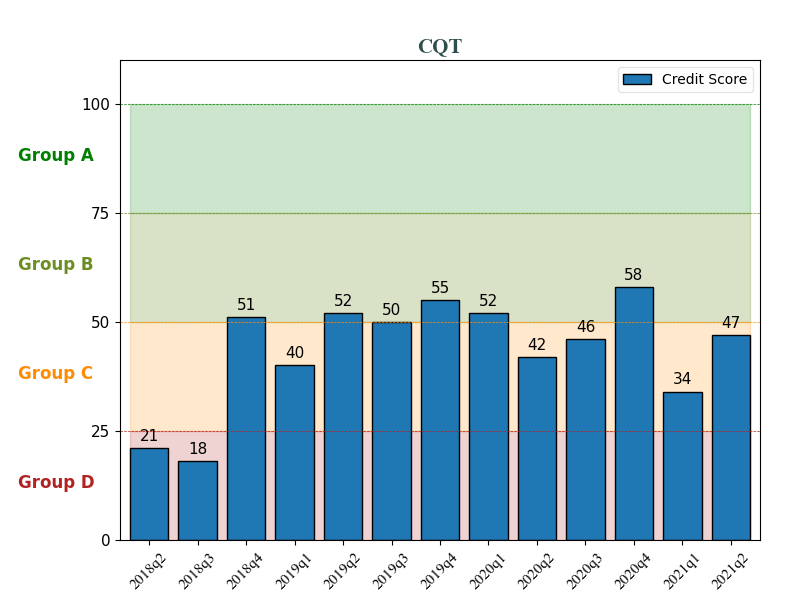 CQT
Credit Score
100
Group A
75
Group B
58
55
52
52
51
50
50
47
46
42
40
Group C
34
25
21
18
Group D
0
2018q2
2018q3
2018q4
2019q1
2019q2
2019q3
2019q4
2020q1
2020q2
2020q3
2020q4
2021q1
2021q2